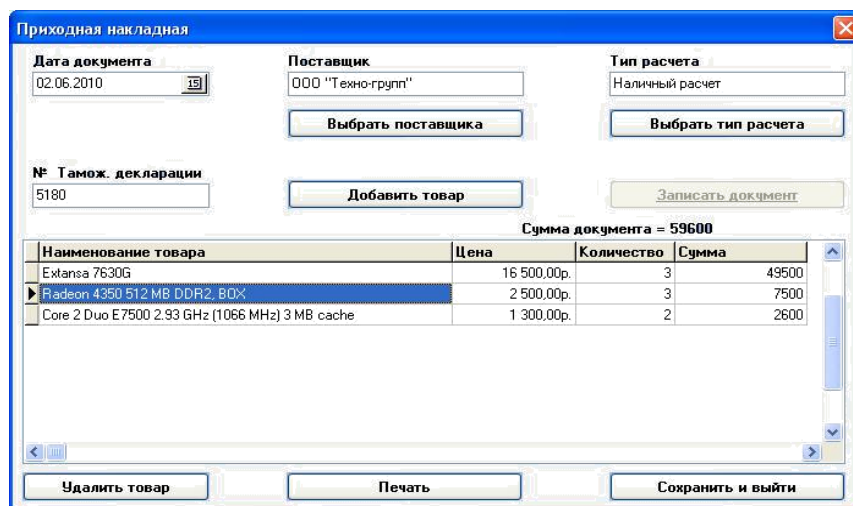 Приходная накладная
Дата документа Поставщик Тип расчета
02.06.2010 15 ООО "Техно-групп" Наличный расчет
Выбрать поставщика Выбрать тип расчета
№ Тамож. декларации
5180 Добавить товар Записать документ
Сумма документа = 59600
Наименование товара Цена Количество Сумма
Extansa 7630G 16 500,00р. 3 49500
Radeon 4350 512 MB DDR2, BOX 2 500,00р. 3 7500
Core 2 Duo E7500 2.93 GHz (1066 MHz) 3 MB cache 1 300,00р. 2 2600
Удалить товар Печать Сохранить и выйти